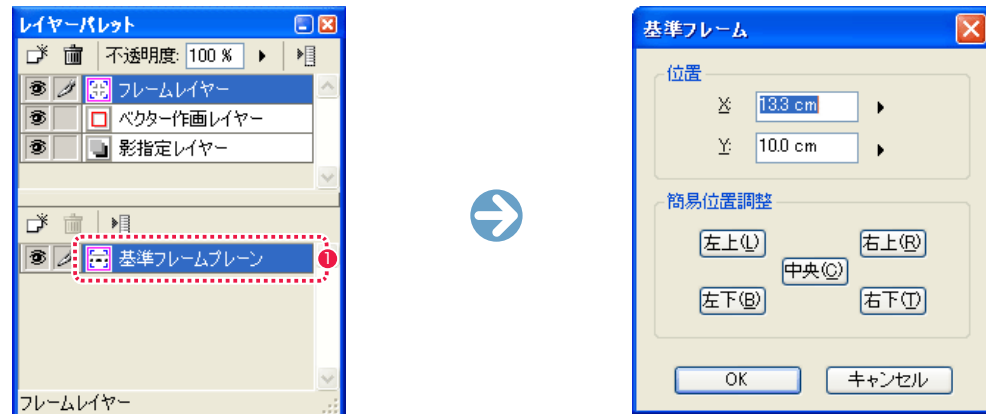 レイヤーパレット
不透明度: 100 %
フレームレイヤー
ベクター作画レイヤー
影指定レイヤー
基準フレームプレーン
1
フレームレイヤー
基準フレーム
位置
X: 13.3 cm
Y: 10.0 cm
簡易位置調整
左上(L) 右上(R)
中央(C)
左下(B) 右下(T)
OK キャンセル